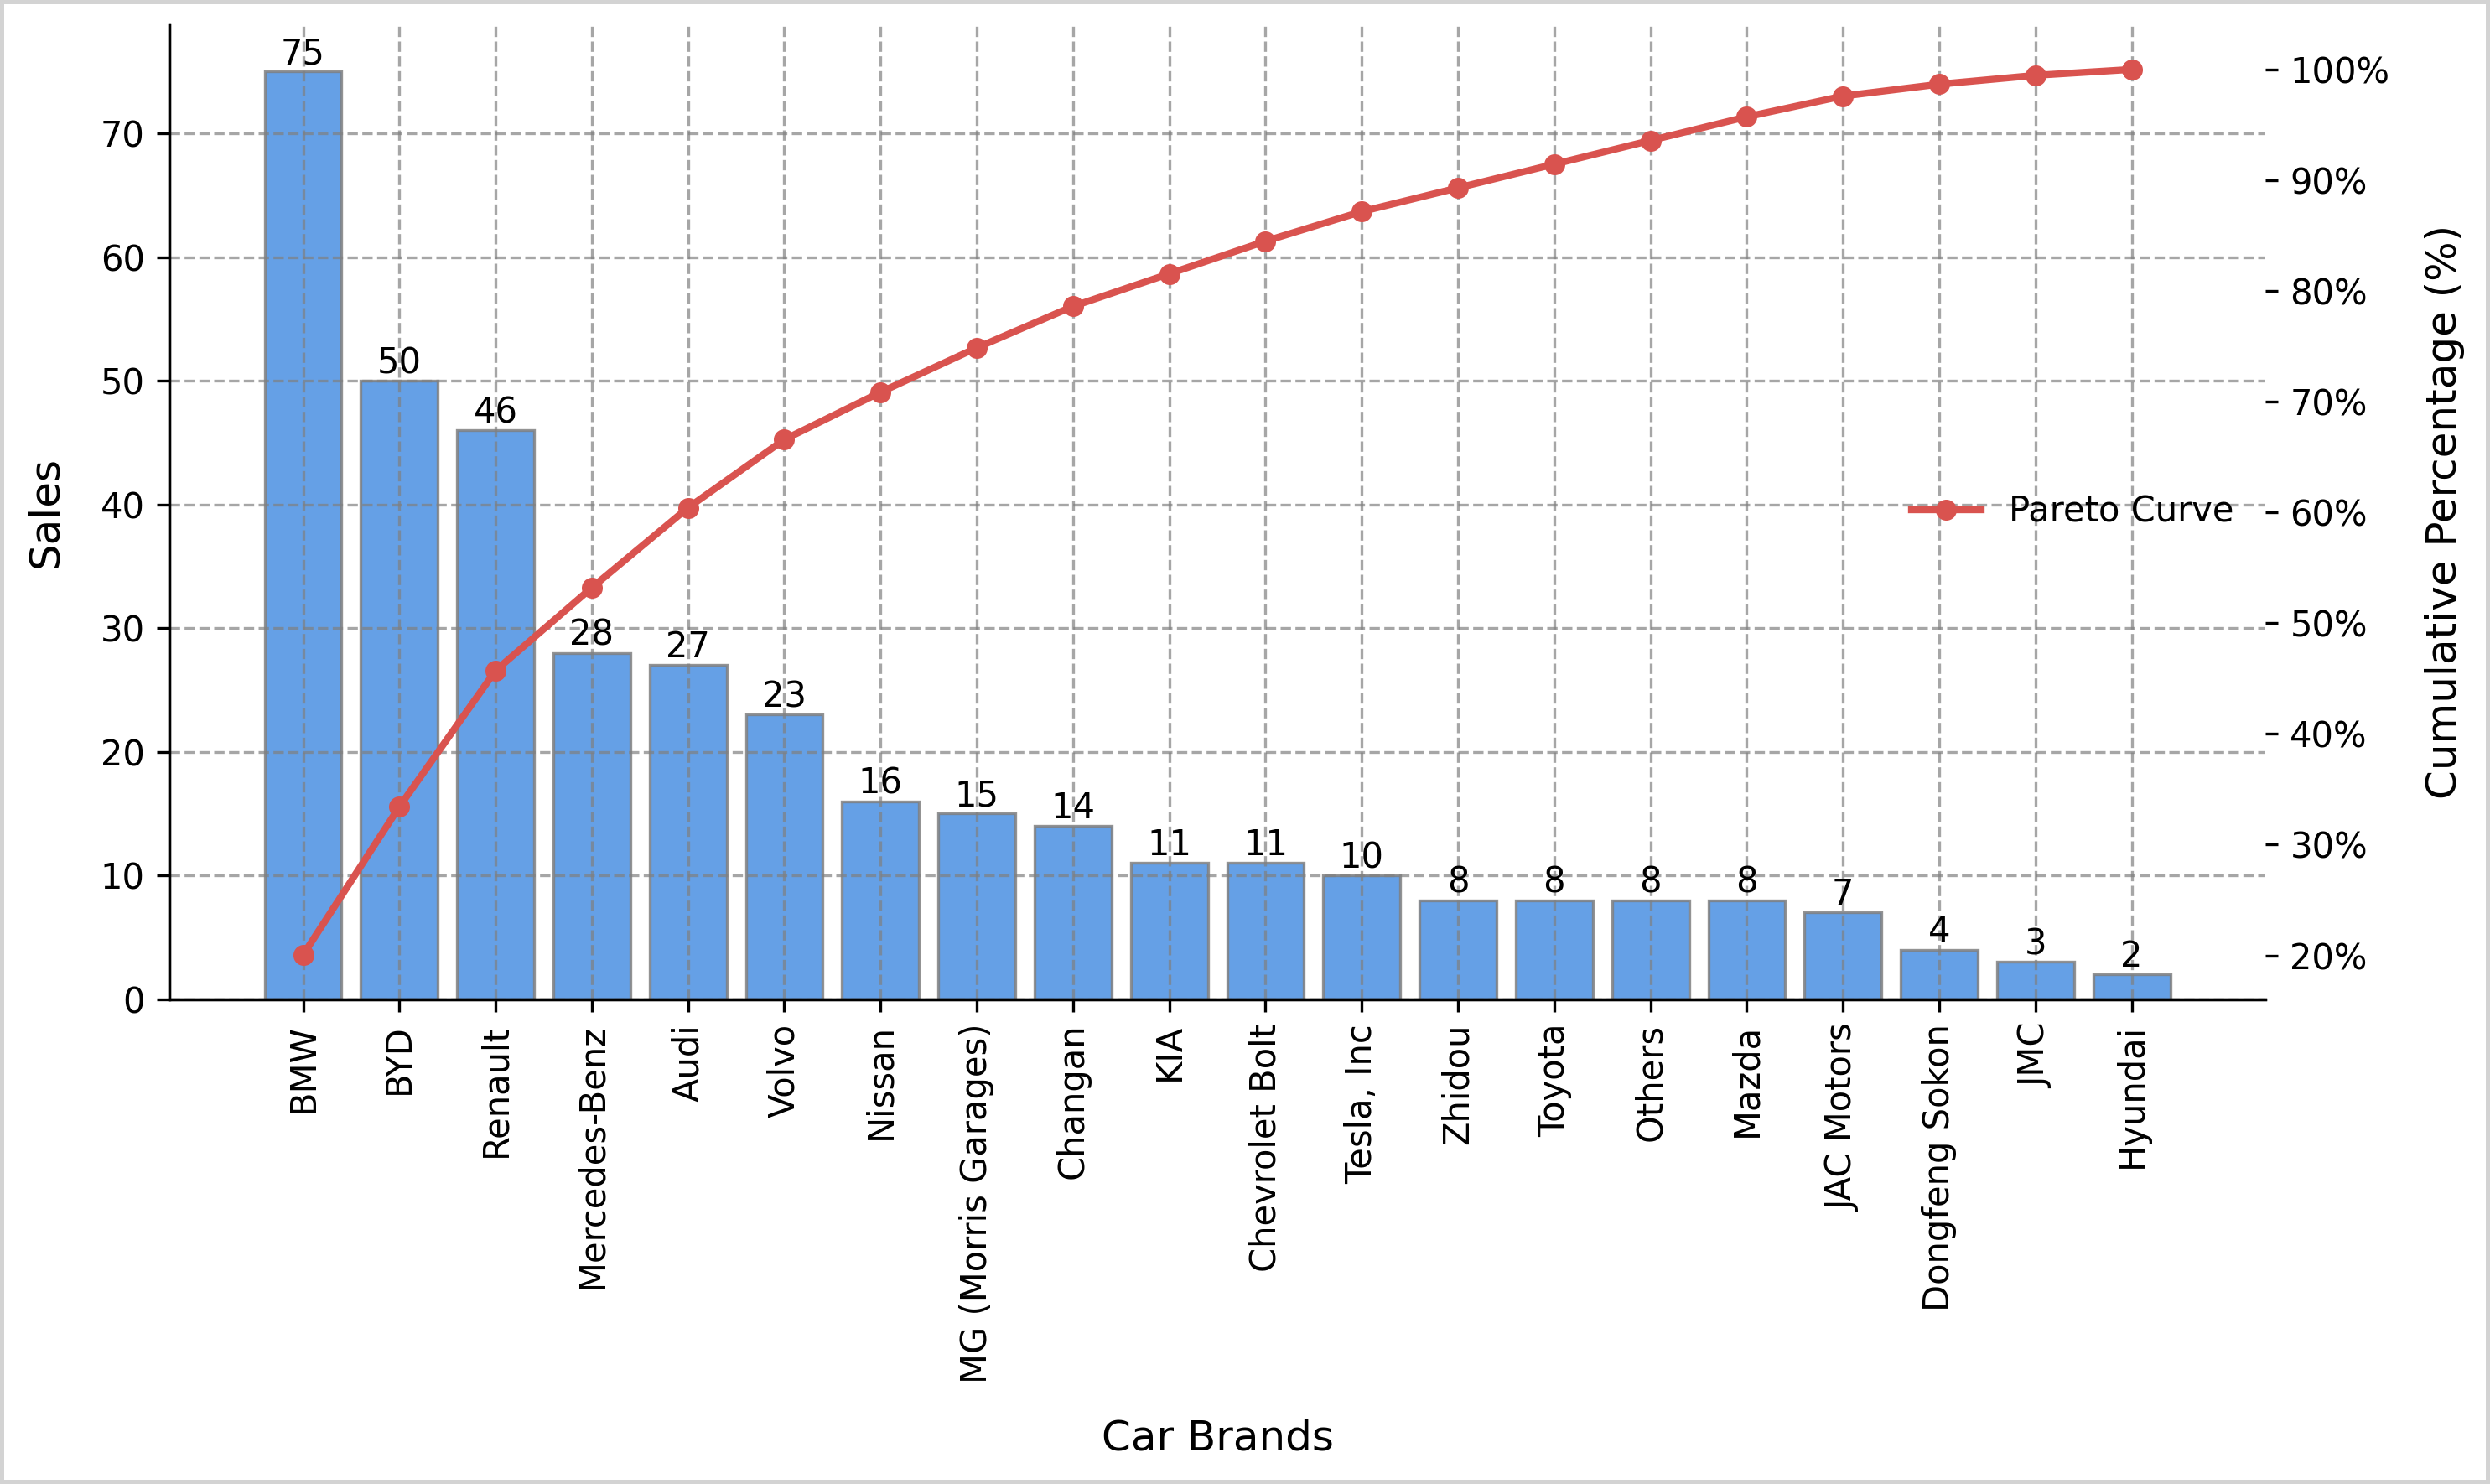 75
50
46
28
27
23
16
15
14
11
11
10
8
8
8
8
7
4
3
2
Sales
70
60
50
40
30
20
10
0
100%
90%
80%
70%
60%
50%
40%
30%
20%
Cumulative Percentage (%)
Pareto Curve
BMW
BYD
Renault
Mercedes-Benz
Audi
Volvo
Nissan
MG (Morris Garages)
Changan
KIA
Chevrolet Bolt
Tesla, Inc
Zhidou
Toyota
Others
Mazda
JAC Motors
Dongfeng Sokon
JMC
Hyundai
Car Brands